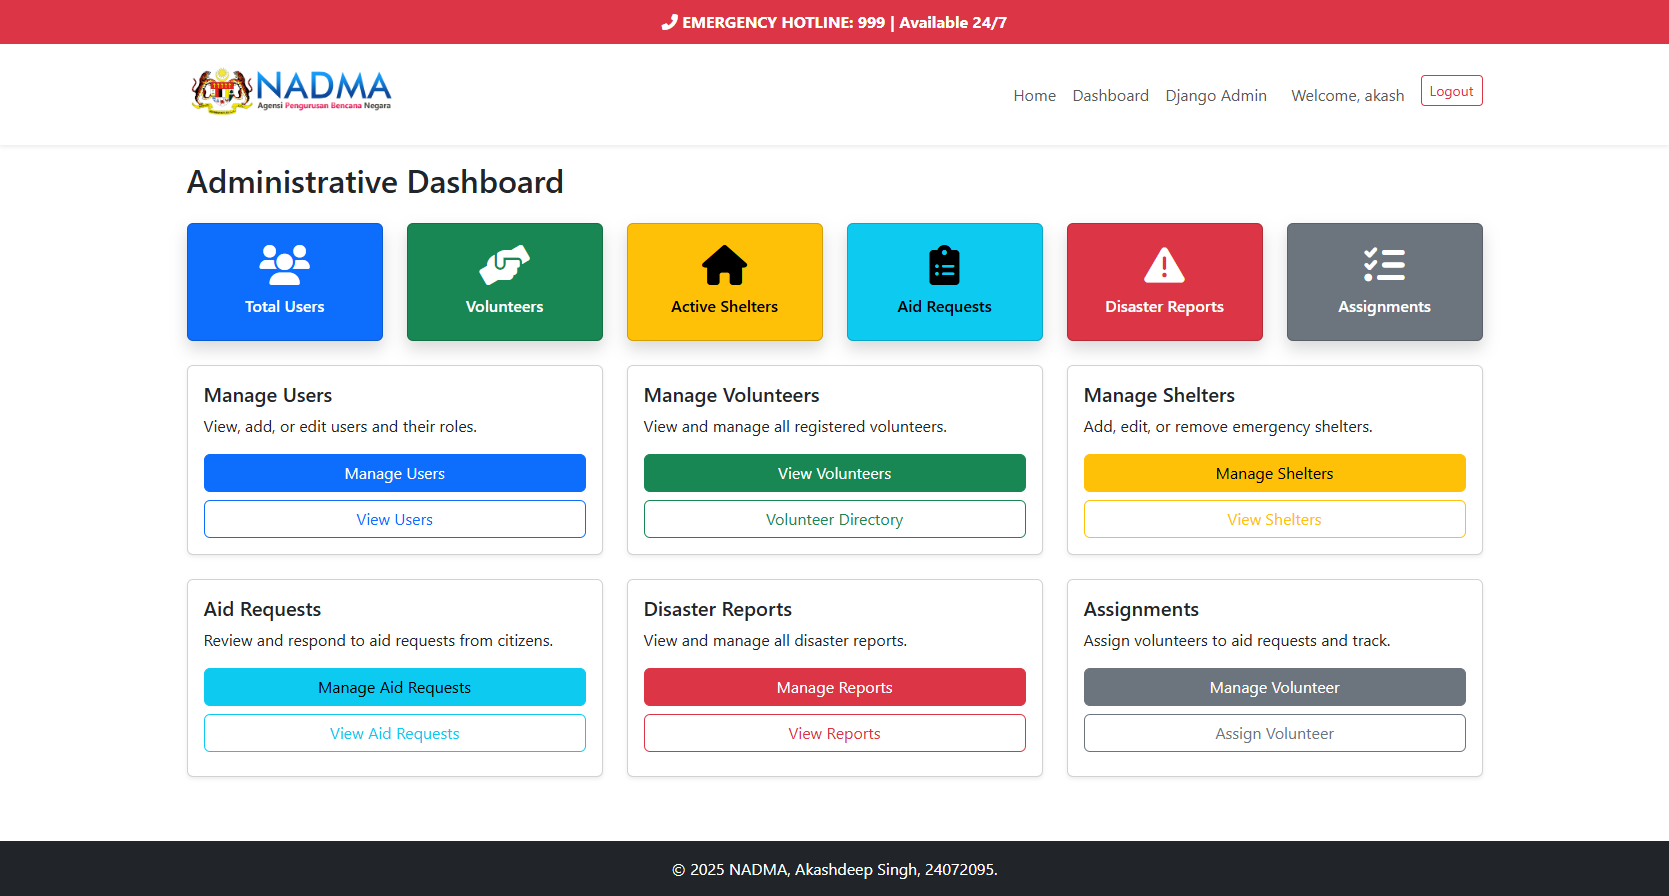 EMERGENCY HOTLINE: 999 | Available 24/7
NADMA
Agensi Pengurusan Bencana Negara
Home Dashboard Django Admin Welcome, akash Logout
Administrative Dashboard
Total Users Volunteers Active Shelters Aid Requests Disaster Reports Assignments
Manage Users
View, add, or edit users and their roles.
Manage Users
View Users
Manage Volunteers
View and manage all registered volunteers.
View Volunteers
Volunteer Directory
Manage Shelters
Add, edit, or remove emergency shelters.
Manage Shelters
View Shelters
Aid Requests
Review and respond to aid requests from citizens.
Manage Aid Requests
View Aid Requests
Disaster Reports
View and manage all disaster reports.
Manage Reports
View Reports
Assignments
Assign volunteers to aid requests and track.
Manage Volunteer
Assign Volunteer
© 2025 NADMA, Akashdeep Singh, 24072095.